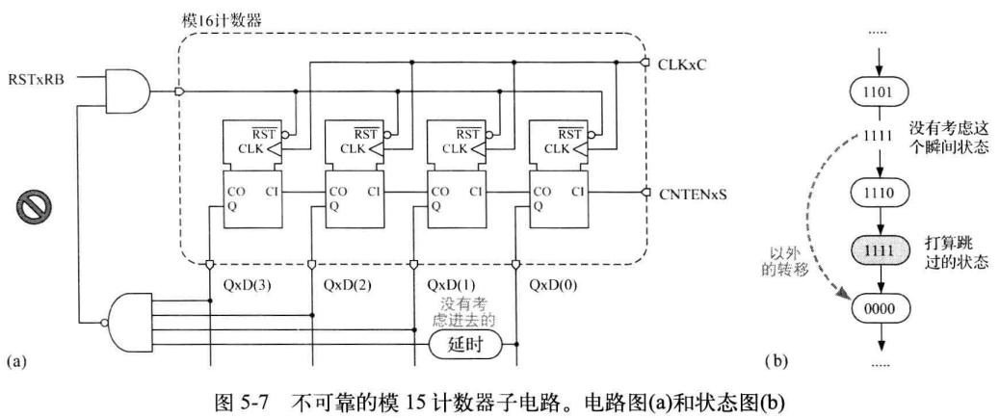 模16计数器
RSTxRB
CLKxC
RST
CLK
RST
CLK
RST
CLK
RST
CLK
CO
Q
CO CI
Q
CO CI
Q
CO CI
Q
CI
CNTENxS
QxD(3)
QxD(2)
QxD(1)
QxD(0)
没有考
虑进去的
延时
(a)
.....
1101
1111
没有考虑这
个瞬间状态
1110
1111
打算跳
过的状态
以外
的转移
0000
(b)
.....
图 5-7 不可靠的模 15 计数器子电路。电路图(a)和状态图(b)